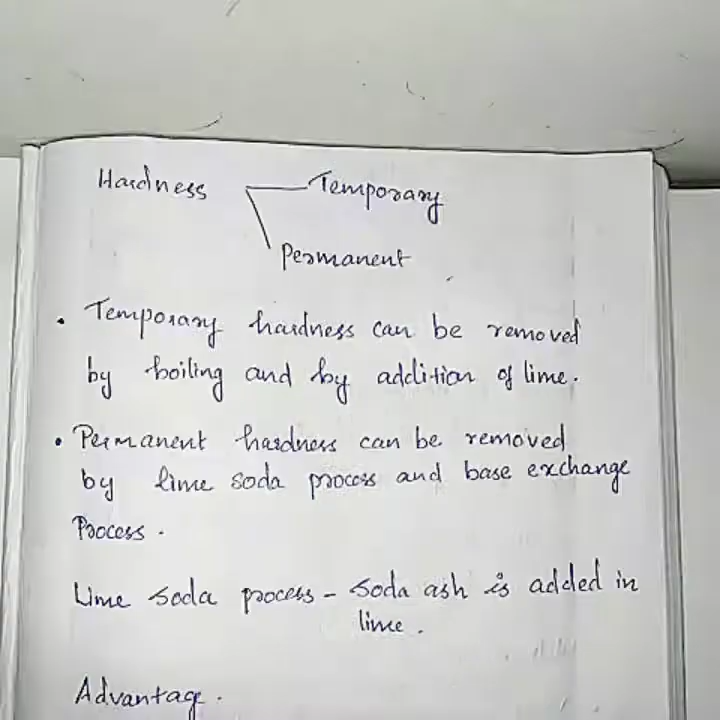 Hardness Temporary
Permanent
• Temporary hardness can be removed
by boiling and by addition of lime.
• Permanent hardness can be removed
by lime soda process and base exchange
Process.
Lime soda process - soda ash is added in
lime.
Advantage.